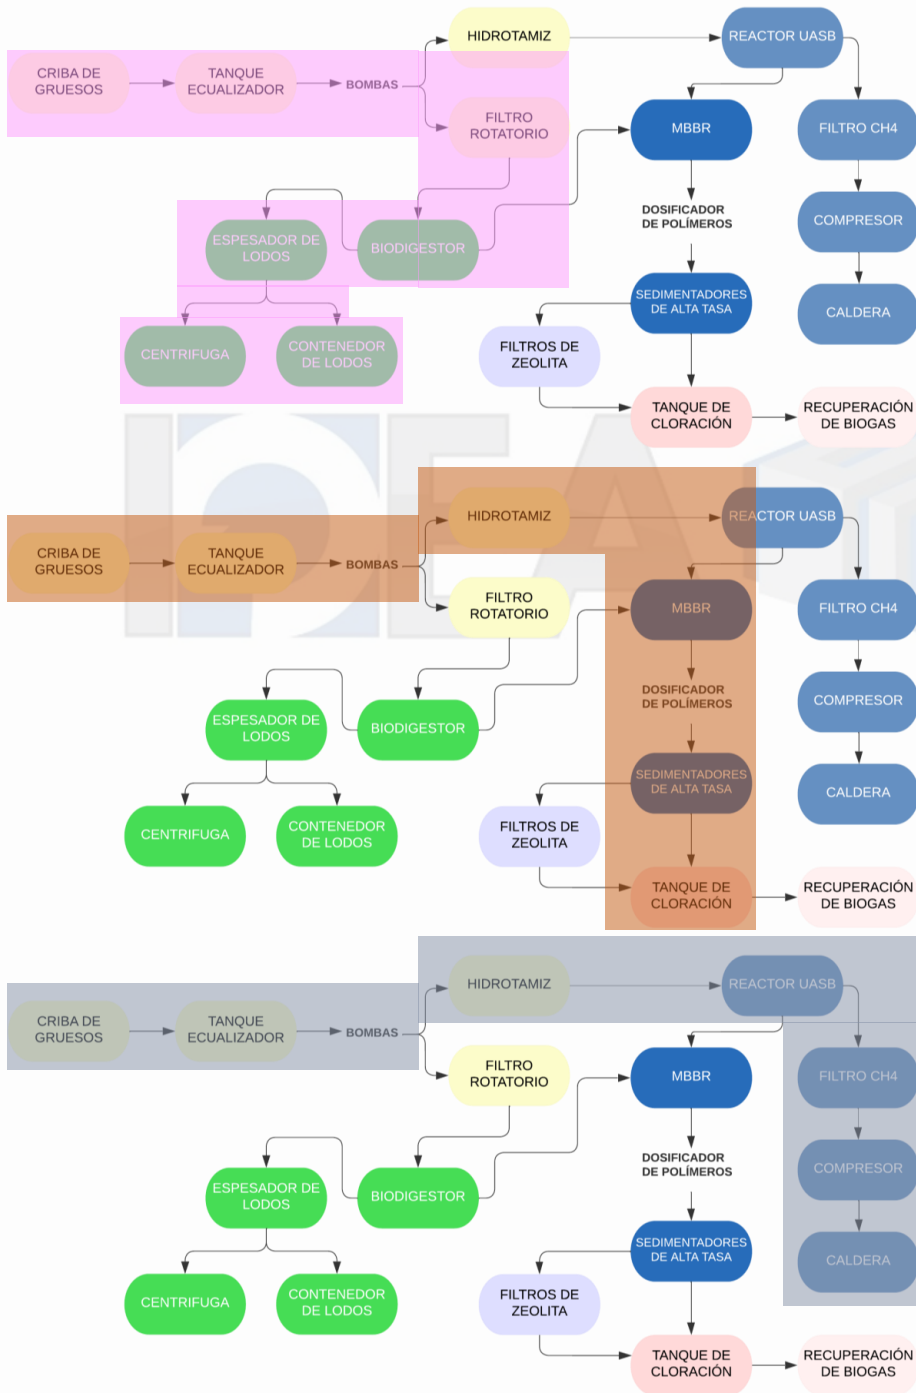 HIDROTAMIZ
REACTOR UASB
CRIBA DE
GRUESOS
TANQUE
ECUALIZADOR
BOMBAS
FILTRO
ROTATORIO
MBBR
FILTRO CH4
DOSIFICADOR
DE POLÍMEROS
COMPRESOR
ESPESADOR DE
LODOS
BIODIGESTOR
SEDIMENTADORES
DE ALTA TASA
CALDERA
CENTRIFUGA
CONTENEDOR
DE LODOS
FILTROS DE
ZEOLITA
TANQUE DE
CLORACIÓN
RECUPERACIÓN
DE BIOGAS
IDEA
HIDROTAMIZ
REACTOR UASB
CRIBA DE
GRUESOS
TANQUE
ECUALIZADOR
BOMBAS
FILTRO
ROTATORIO
MBBR
FILTRO CH4
DOSIFICADOR
DE POLÍMEROS
COMPRESOR
ESPESADOR DE
LODOS
BIODIGESTOR
SEDIMENTADORES
DE ALTA TASA
CALDERA
CENTRIFUGA
CONTENEDOR
DE LODOS
FILTROS DE
ZEOLITA
TANQUE DE
CLORACIÓN
RECUPERACIÓN
DE BIOGAS
HIDROTAMIZ
REACTOR UASB
CRIBA DE
GRUESOS
TANQUE
ECUALIZADOR
BOMBAS
FILTRO
ROTATORIO
MBBR
FILTRO CH4
DOSIFICADOR
DE POLÍMEROS
COMPRESOR
ESPESADOR DE
LODOS
BIODIGESTOR
SEDIMENTADORES
DE ALTA TASA
CALDERA
CENTRIFUGA
CONTENEDOR
DE LODOS
FILTROS DE
ZEOLITA
TANQUE DE
CLORACIÓN
RECUPERACIÓN
DE BIOGAS